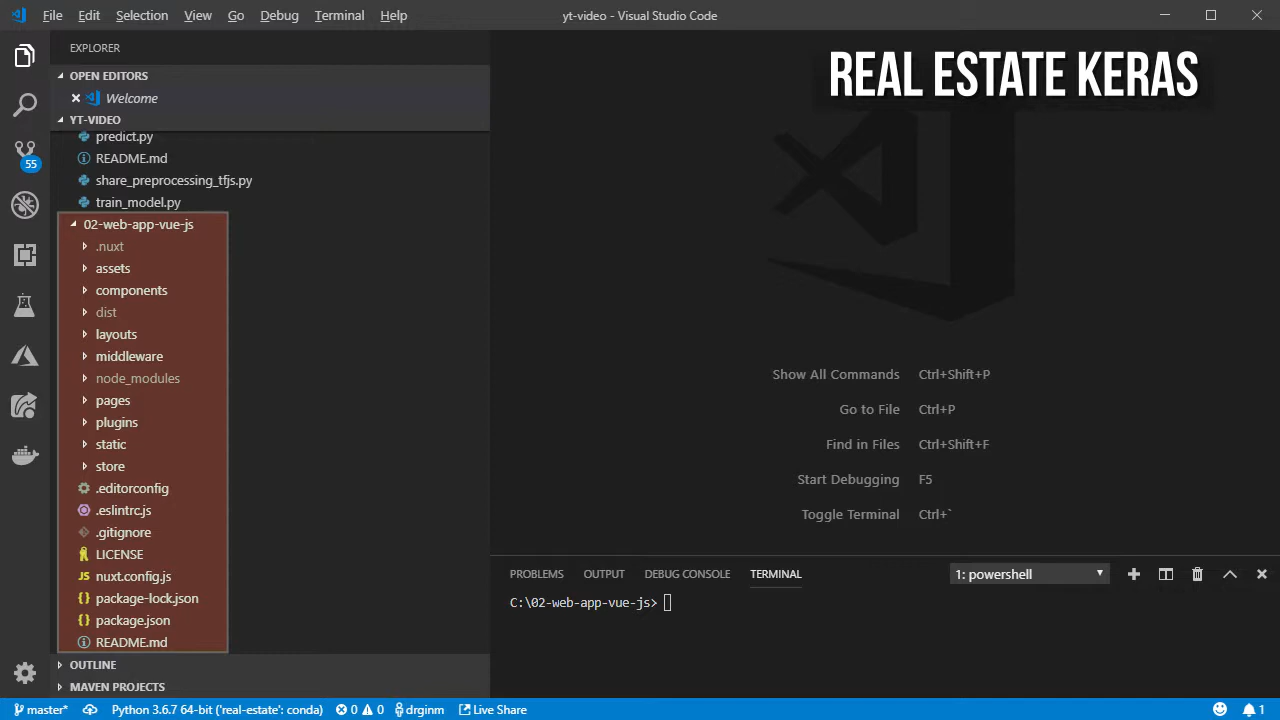 File Edit Selection View Go Debug Terminal Help
yt-video - Visual Studio Code
EXPLORER
OPEN EDITORS
Welcome
YT-VIDEO
predict.py
README.md
share_preprocessing_tfjs.py
train_model.py
02-web-app-vue-js
.nuxt
assets
components
dist
layouts
middleware
node_modules
pages
plugins
static
store
.editorconfig
.eslintrc.js
.gitignore
LICENSE
JS nuxt.config.js
{} package-lock.json
{} package.json
README.md
OUTLINE
MAVEN PROJECTS
55
REAL ESTATE KERAS
Show All Commands Ctrl+Shift+P
Go to File Ctrl+P
Find in Files Ctrl+Shift+F
Start Debugging F5
Toggle Terminal Ctrl+`
PROBLEMS OUTPUT DEBUG CONSOLE TERMINAL
1: powershell
C:\02-web-app-vue-js>
master* Python 3.6.7 64-bit ('real-estate': conda) 0 0 drginm Live Share 1